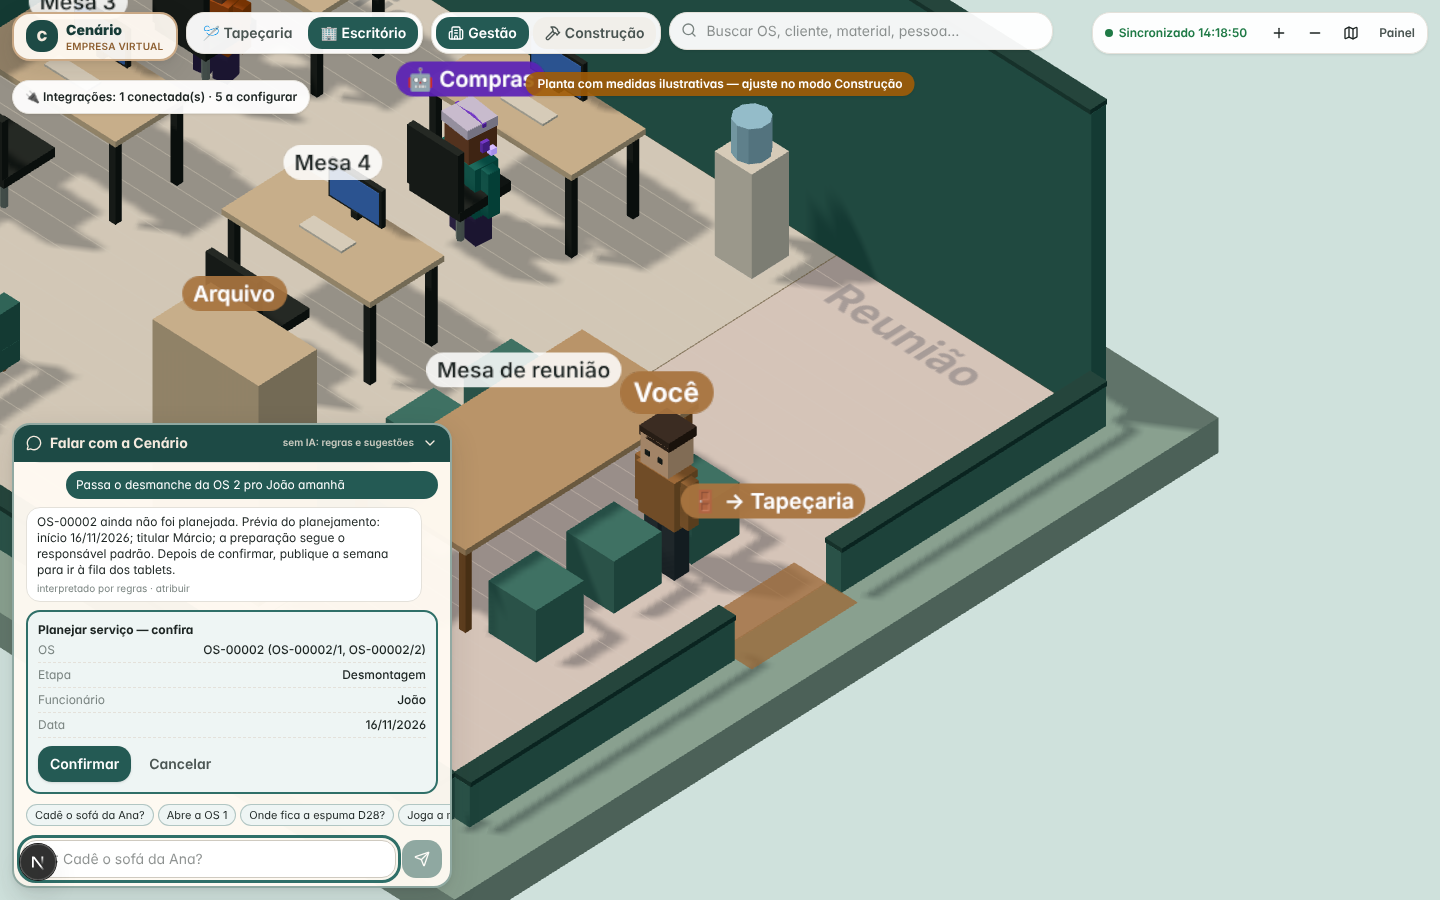 Mesa 3
C
Cenário
EMPRESA VIRTUAL
Tapeçaria
Escritório
Gestão
Construção
Buscar OS, cliente, material, pessoa...
Sincronizado 14:18:50
Painel
Integrações: 1 conectada(s) · 5 a configurar
Compras
Planta com medidas ilustrativas — ajuste no modo Construção
Mesa 4
Arquivo
Reunião
Mesa de reunião
Você
→ Tapeçaria
Falar com a Cenário
sem IA: regras e sugestões
Passa o desmanche da OS 2 pro João amanhã
OS-00002 ainda não foi planejada. Prévia do planejamento:
início 16/11/2026; titular Márcio; a preparação segue o
responsável padrão. Depois de confirmar, publique a semana
para ir à fila dos tablets.
interpretado por regras · atribuir
Planejar serviço — confira
OS OS-00002 (OS-00002/1, OS-00002/2)
Etapa Desmontagem
Funcionário João
Data 16/11/2026
Confirmar Cancelar
Cadê o sofá da Ana? Abre a OS 1 Onde fica a espuma D28? Joga a
N
Cadê o sofá da Ana?